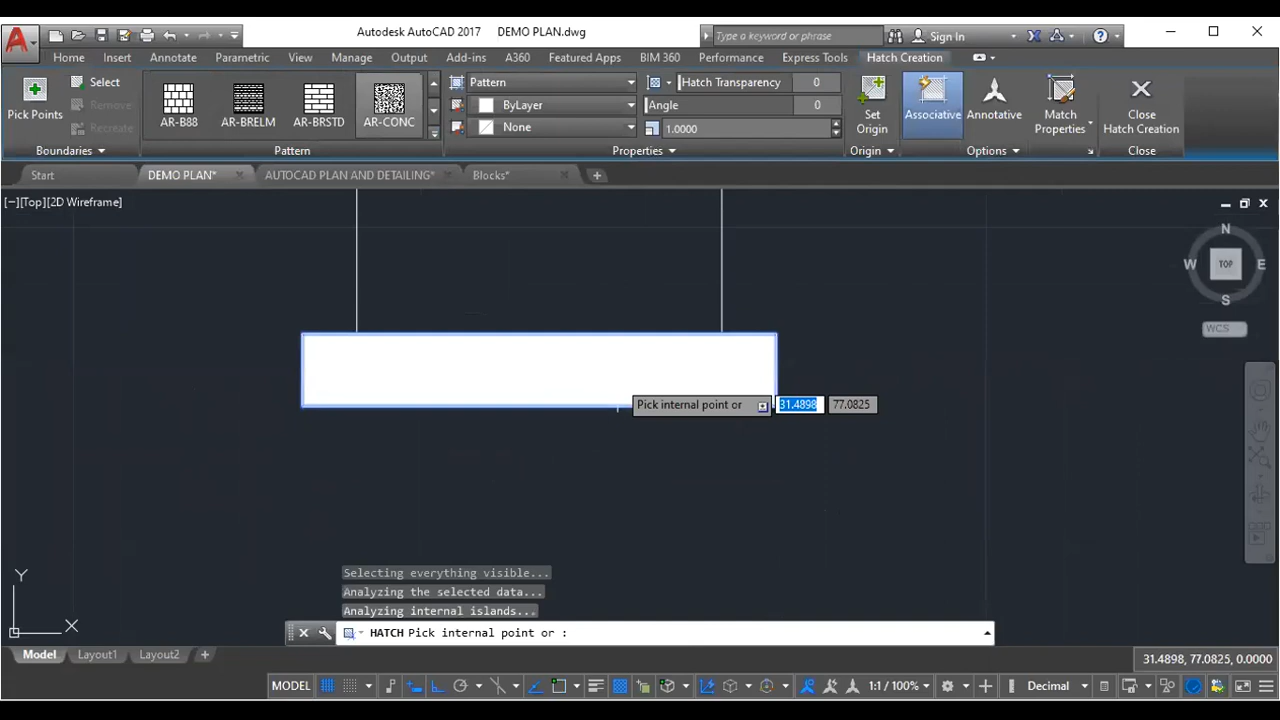 Autodesk AutoCAD 2017 DEMO PLAN.dwg
Type a keyword or phrase
Sign In
Home Insert Annotate Parametric View Manage Output Add-ins A360 Featured Apps BIM 360 Performance Express Tools Hatch Creation
Select
Remove
Recreate
Pick Points
AR-B88 AR-BRELM AR-BRSTD AR-CONC
Pattern
ByLayer
None
Hatch Transparency 0
Angle 0
1.0000
Set Origin
Associative
Annotative
Match Properties
Close Hatch Creation
Boundaries Pattern Properties Origin Options Close
Start DEMO PLAN* AUTOCAD PLAN AND DETAILING* Blocks*
[−][Top][2D Wireframe]
N
W TOP E
S
WCS
Pick internal point or 31.4898 77.0825
Selecting everything visible...
Analyzing the selected data...
Analyzing internal islands...
Y
X
HATCH Pick internal point or :
Model Layout1 Layout2
31.4898, 77.0825, 0.0000
MODEL 1:1 / 100% Decimal